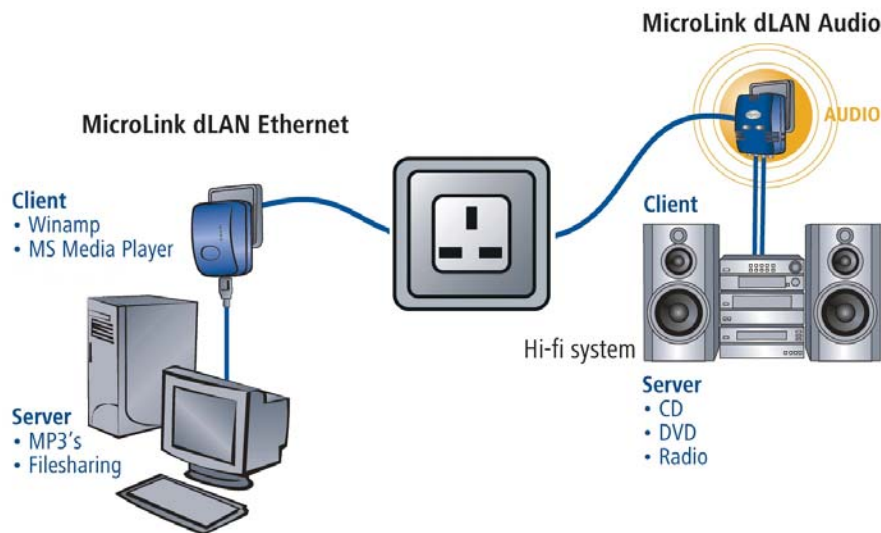 MicroLink dLAN Audio
AUDIO
MicroLink dLAN Ethernet
Client
• Winamp
• MS Media Player
Server
• MP3's
• Filesharing
Client
Hi-fi system
Server
• CD
• DVD
• Radio